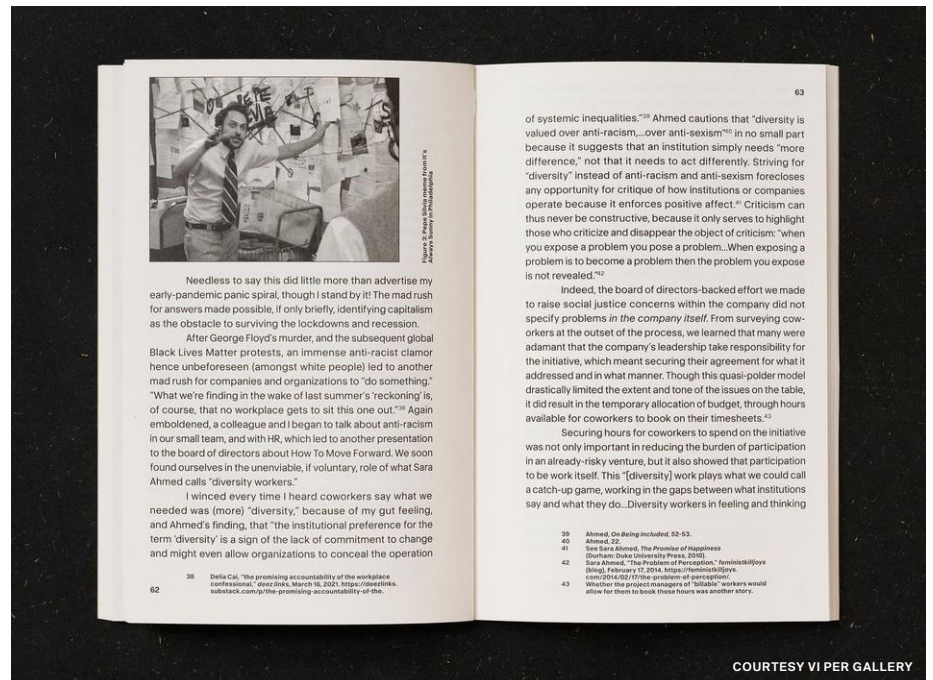 Figure 3: Pepe Silvia meme from It's
Always Sunny in Philadelphia
Needless to say this did little more than advertise my
early-pandemic panic spiral, though I stand by it! The mad rush
for answers made possible, if only briefly, identifying capitalism
as the obstacle to surviving the lockdowns and recession.
After George Floyd's murder, and the subsequent global
Black Lives Matter protests, an immense anti-racist clamor
hence unbeforeseen (amongst white people) led to another
mad rush for companies and organizations to "do something."
"What we're finding in the wake of last summer's 'reckoning' is,
of course, that no workplace gets to sit this one out."38 Again
emboldened, a colleague and I began to talk about anti-racism
in our small team, and with HR, which led to another presentation
to the board of directors about How To Move Forward. We soon
found ourselves in the unenviable, if voluntary, role of what Sara
Ahmed calls "diversity workers."
I winced every time I heard coworkers say what we
needed was (more) "diversity," because of my gut feeling,
and Ahmed's finding, that "the institutional preference for the
term 'diversity' is a sign of the lack of commitment to change
and might even allow organizations to conceal the operation
38 Delia Cai, "the promising accountability of the workplace
confessional," deez links, March 16, 2021. https://deezlinks.
substack.com/p/the-promising-accountability-of-the.
62
63
of systemic inequalities."39 Ahmed cautions that "diversity is
valued over anti-racism,...over anti-sexism"40 in no small part
because it suggests that an institution simply needs "more
difference," not that it needs to act differently. Striving for
"diversity" instead of anti-racism and anti-sexism forecloses
any opportunity for critique of how institutions or companies
operate because it enforces positive affect.41 Criticism can
thus never be constructive, because it only serves to highlight
those who criticize and disappear the object of criticism: "when
you expose a problem you pose a problem...When exposing a
problem is to become a problem then the problem you expose
is not revealed."42
Indeed, the board of directors-backed effort we made
to raise social justice concerns within the company did not
specify problems in the company itself. From surveying cow-
orkers at the outset of the process, we learned that many were
adamant that the company's leadership take responsibility for
the initiative, which meant securing their agreement for what it
addressed and in what manner. Though this quasi-polder model
drastically limited the extent and tone of the issues on the table,
it did result in the temporary allocation of budget, through hours
available for coworkers to book on their timesheets.43
Securing hours for coworkers to spend on the initiative
was not only important in reducing the burden of participation
in an already-risky venture, but it also showed that participation
to be work itself. This "[diversity] work plays what we could call
a catch-up game, working in the gaps between what institutions
say and what they do...Diversity workers in feeling and thinking
39 Ahmed, On Being Included, 52-53.
40 Ahmed, 22.
41 See Sara Ahmed, The Promise of Happiness
(Durham: Duke University Press, 2010).
42 Sara Ahmed, "The Problem of Perception," feministkilljoys
(blog), February 17, 2014. https://feministkilljoys.
com/2014/02/17/the-problem-of-perception/.
43 Whether the project managers of "billable" workers would
allow for them to book those hours was another story.
COURTESY VI PER GALLERY